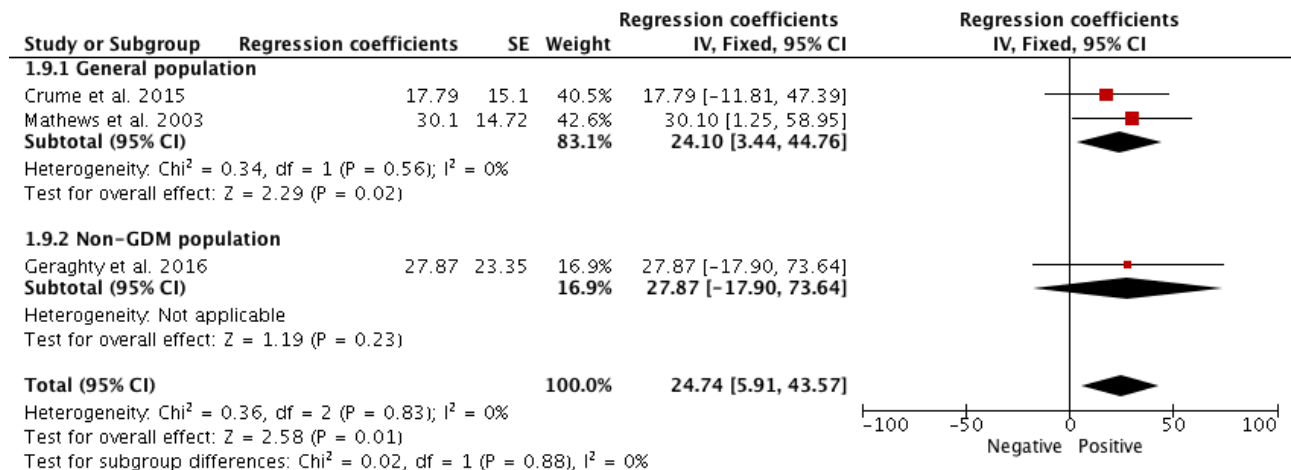 Regression coefficients Regression coefficients
Study or Subgroup Regression coefficients SE Weight IV, Fixed, 95% CI IV, Fixed, 95% CI
1.9.1 General population
Crume et al. 2015 17.79 15.1 40.5% 17.79 [-11.81, 47.39]
Mathews et al. 2003 30.1 14.72 42.6% 30.10 [1.25, 58.95]
Subtotal (95% CI) 83.1% 24.10 [3.44, 44.76]
Heterogeneity: Chi² = 0.34, df = 1 (P = 0.56); I² = 0%
Test for overall effect: Z = 2.29 (P = 0.02)
1.9.2 Non-GDM population
Geraghty et al. 2016 27.87 23.35 16.9% 27.87 [-17.90, 73.64]
Subtotal (95% CI) 16.9% 27.87 [-17.90, 73.64]
Heterogeneity: Not applicable
Test for overall effect: Z = 1.19 (P = 0.23)
Total (95% CI) 100.0% 24.74 [5.91, 43.57]
Heterogeneity: Chi² = 0.36, df = 2 (P = 0.83); I² = 0%
Test for overall effect: Z = 2.58 (P = 0.01)
Test for subgroup differences: Chi² = 0.02, df = 1 (P = 0.88), I² = 0%
-100 -50 0 50 100
Negative Positive